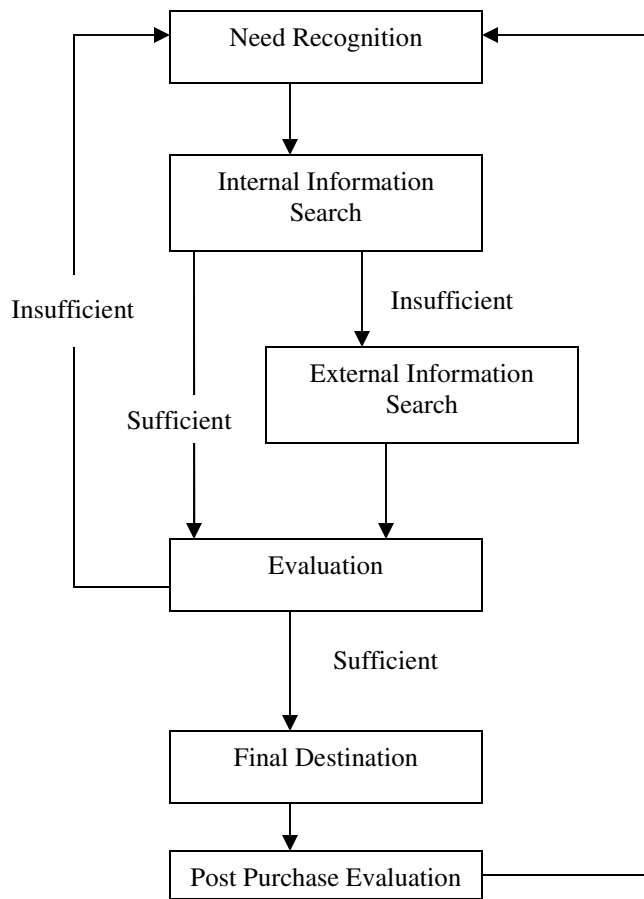 Need Recognition
Internal Information
Search
Insufficient
Insufficient
External Information
Search
Sufficient
Evaluation
Sufficient
Final Destination
Post Purchase Evaluation